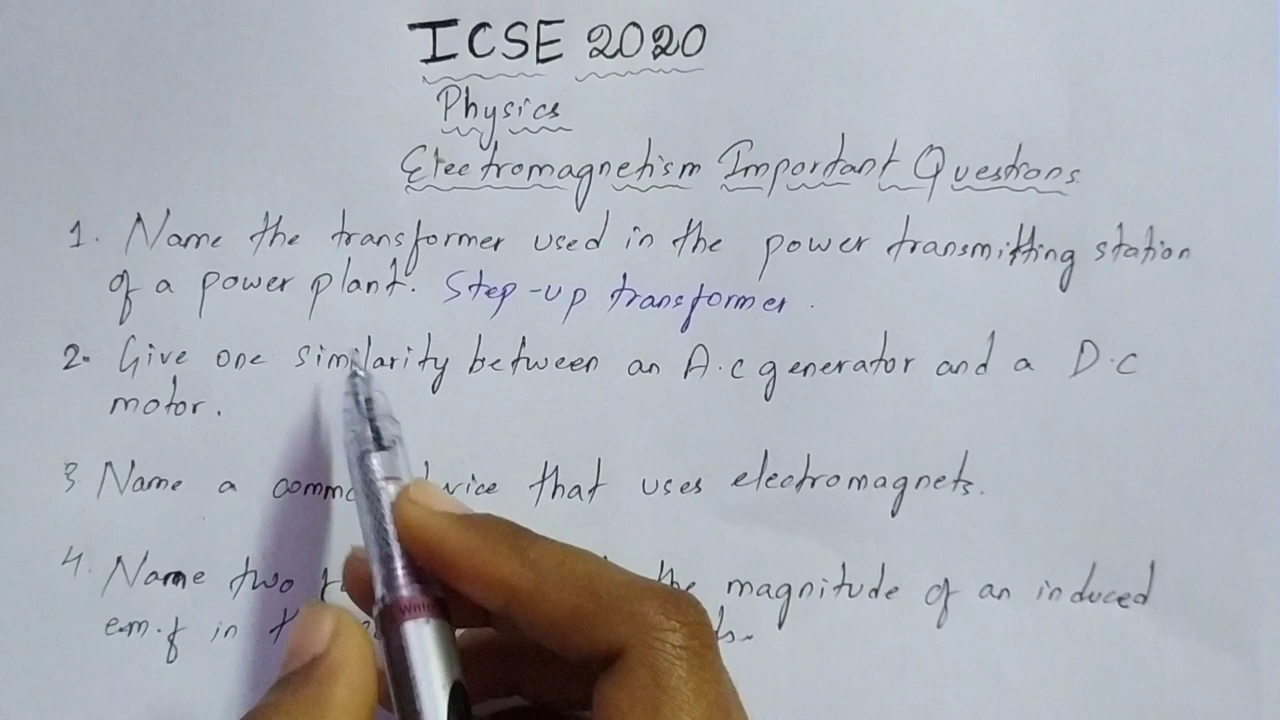 ICSE 2020
Physics
Electromagnetism Important Questions
1. Name the transformer used in the power transmitting station
of a power plant. Step-up transformer.
2. Give one similarity between an A.c generator and a D.C
motor.
3 Name a that uses electromagnets.
4. Name two the magnitude of an induced
e.m.f in